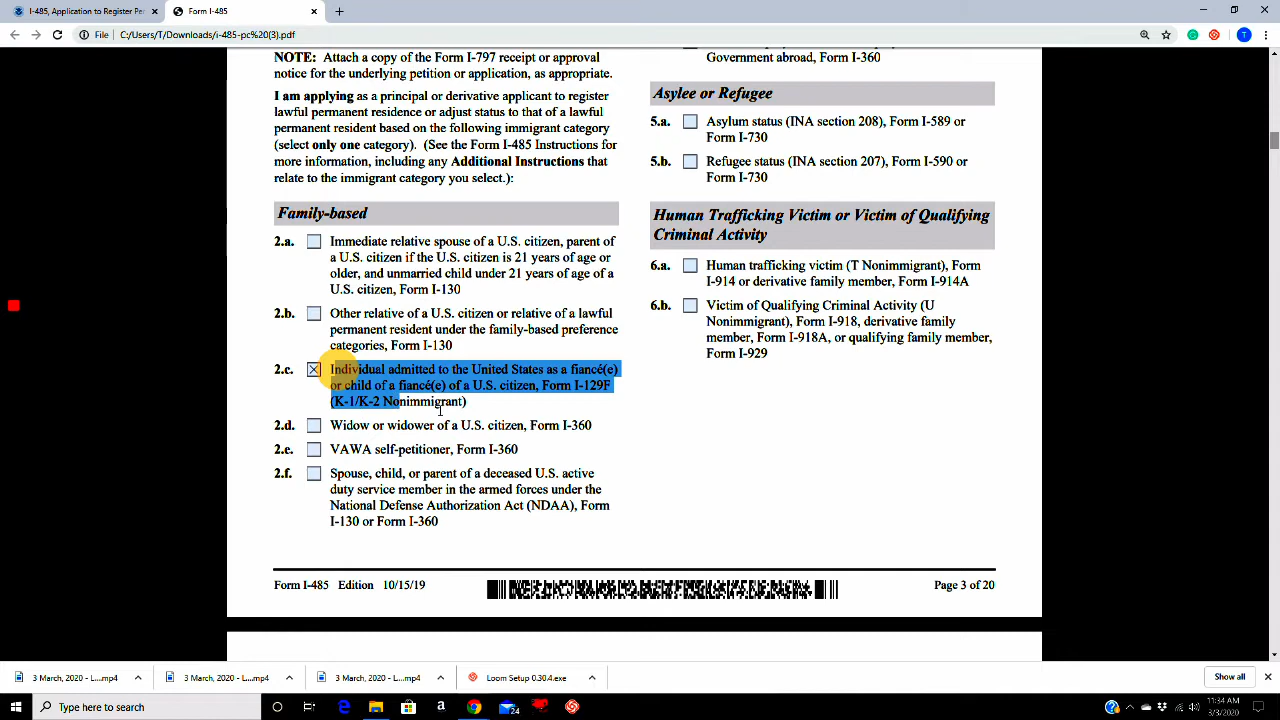 I-485, Application to Register Per
Form I-485
File
C:/Users/T/Downloads/i-485-pc%20(3).pdf
T
NOTE: Attach a copy of the Form I-797 receipt or approval
notice for the underlying petition or application, as appropriate.
I am applying as a principal or derivative applicant to register
lawful permanent residence or adjust status to that of a lawful
permanent resident based on the following immigrant category
(select only one category). (See the Form I-485 Instructions for
more information, including any Additional Instructions that
relate to the immigrant category you select.):
Family-based
2.a. Immediate relative spouse of a U.S. citizen, parent of
a U.S. citizen if the U.S. citizen is 21 years of age or
older, and unmarried child under 21 years of age of a
U.S. citizen, Form I-130
2.b. Other relative of a U.S. citizen or relative of a lawful
permanent resident under the family-based preference
categories, Form I-130
2.c. Individual admitted to the United States as a fiancé(e)
or child of a fiancé(e) of a U.S. citizen, Form I-129F
(K-1/K-2 Nonimmigrant)
2.d. Widow or widower of a U.S. citizen, Form I-360
2.e. VAWA self-petitioner, Form I-360
2.f. Spouse, child, or parent of a deceased U.S. active
duty service member in the armed forces under the
National Defense Authorization Act (NDAA), Form
I-130 or Form I-360
Government abroad, Form I-360
Asylee or Refugee
5.a. Asylum status (INA section 208), Form I-589 or
Form I-730
5.b. Refugee status (INA section 207), Form I-590 or
Form I-730
Human Trafficking Victim or Victim of Qualifying
Criminal Activity
6.a. Human trafficking victim (T Nonimmigrant), Form
I-914 or derivative family member, Form I-914A
6.b. Victim of Qualifying Criminal Activity (U
Nonimmigrant), Form I-918, derivative family
member, Form I-918A, or qualifying family member,
Form I-929
Form I-485 Edition 10/15/19
Page 3 of 20
3 March, 2020 - L....mp4
3 March, 2020 - L....mp4
3 March, 2020 - L....mp4
Loom Setup 0.30.4.exe
Show all
Type here to search
24
11:34 AM
3/3/2020